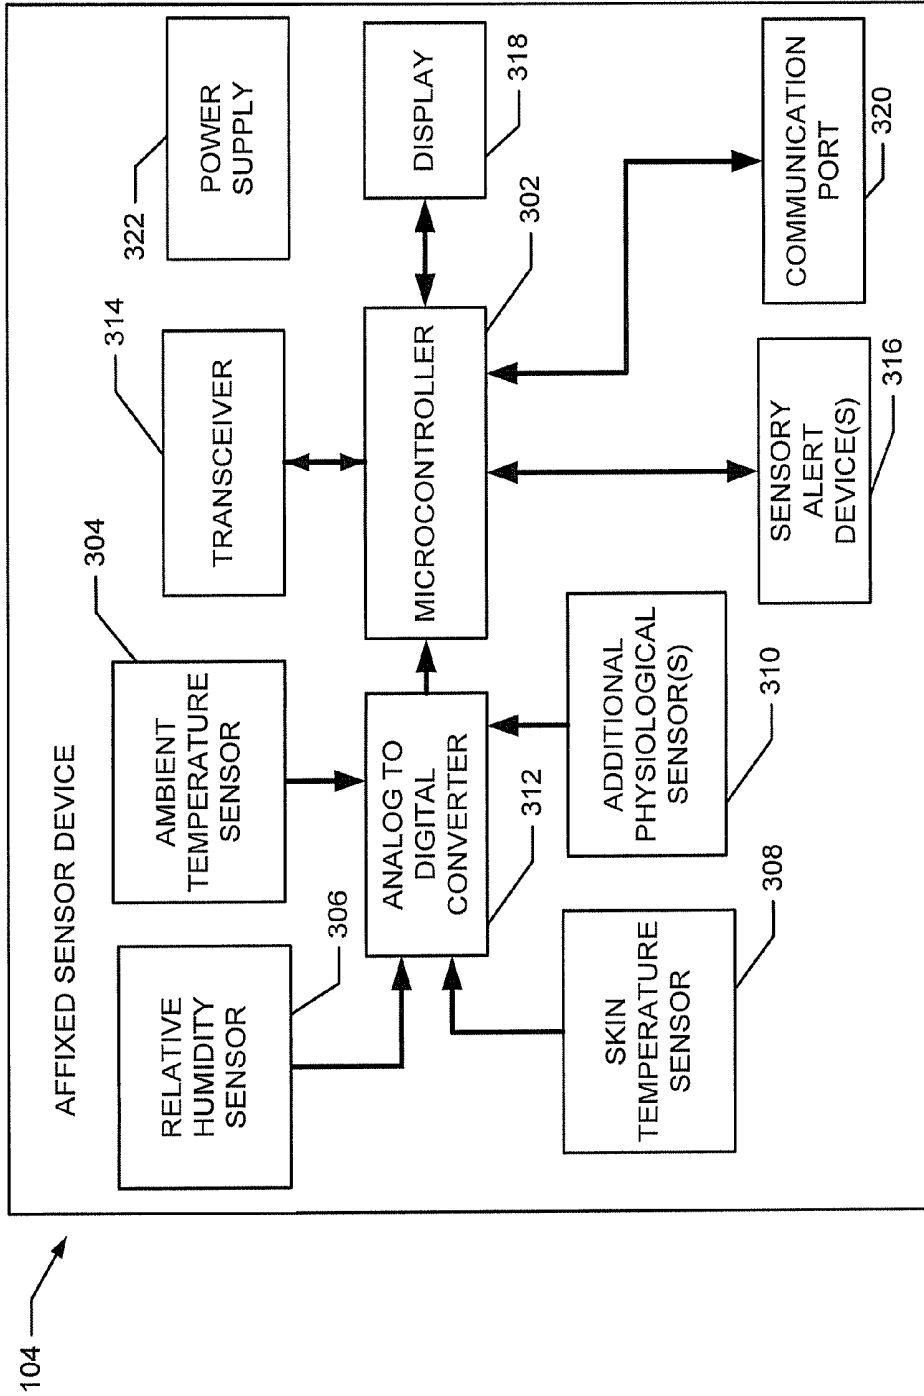 104
AFFIXED SENSOR DEVICE
RELATIVE
HUMIDITY
SENSOR
306
AMBIENT
TEMPERATURE
SENSOR
304
TRANSCEIVER
314
POWER
SUPPLY
322
ANALOG TO
DIGITAL
CONVERTER
312
MICROCONTROLLER
302
DISPLAY
318
SKIN
TEMPERATURE
SENSOR
308
ADDITIONAL
PHYSIOLOGICAL
SENSOR(S)
310
SENSORY
ALERT
DEVICE(S)
316
COMMUNICATION
PORT
320